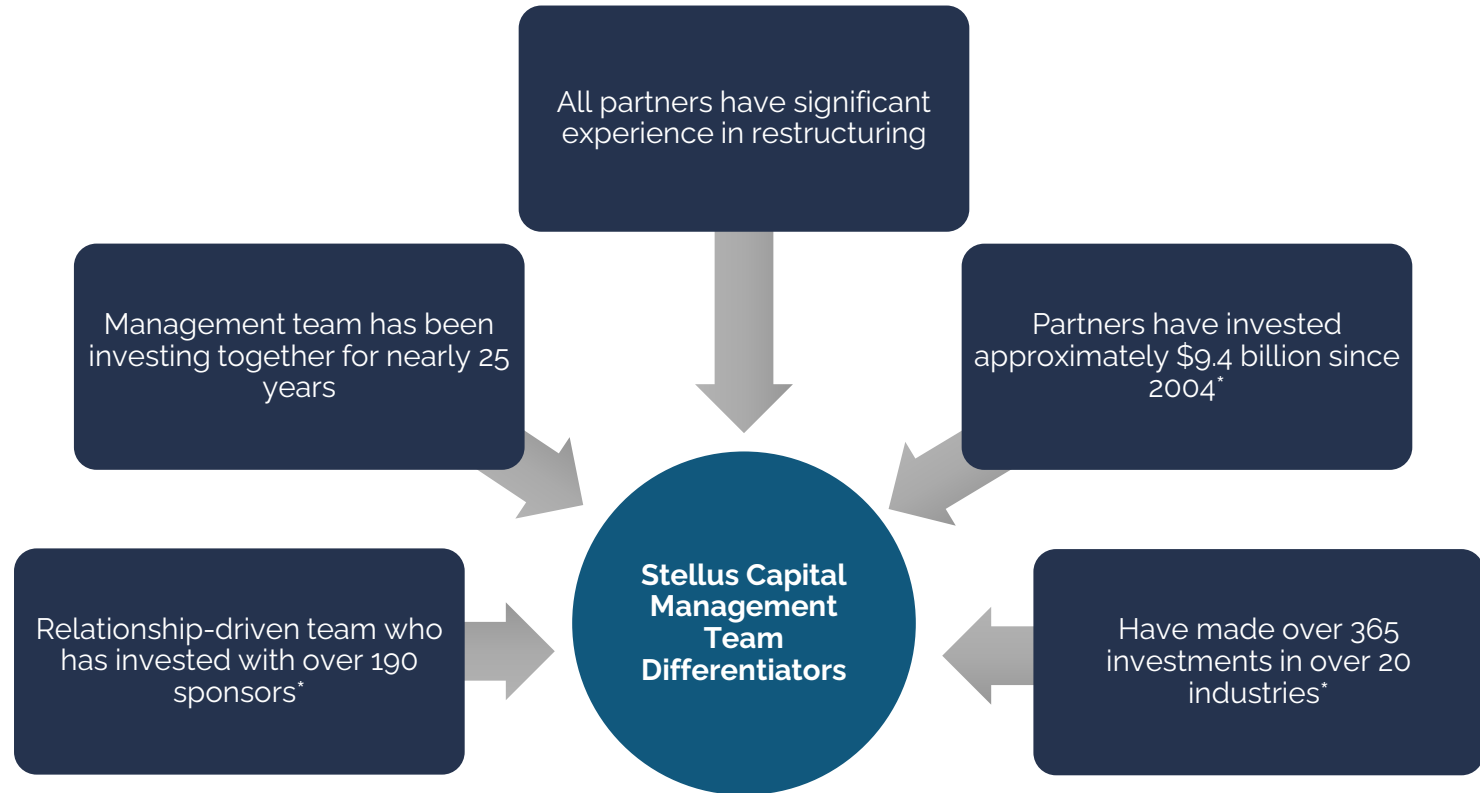 All partners have significant
experience in restructuring
Management team has been
investing together for nearly 25
years
Partners have invested
approximately $9.4 billion since
2004*
Relationship-driven team who
has invested with over 190
sponsors*
Stellus Capital
Management
Team
Differentiators
Have made over 365
investments in over 20
industries*